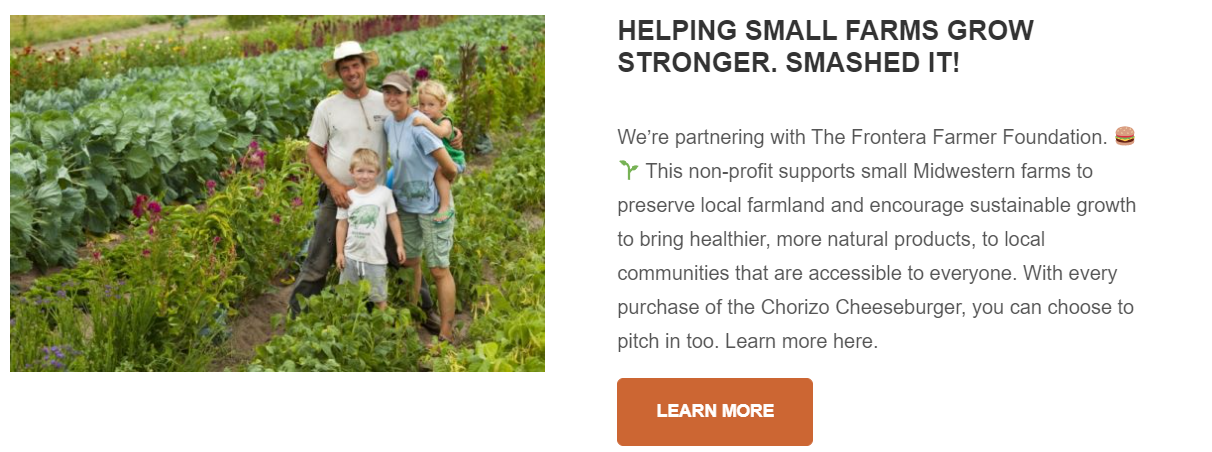 HELPING SMALL FARMS GROW
STRONGER. SMASHED IT!
We’re partnering with The Frontera Farmer Foundation. 🍔
🌱 This non-profit supports small Midwestern farms to
preserve local farmland and encourage sustainable growth
to bring healthier, more natural products, to local
communities that are accessible to everyone. With every
purchase of the Chorizo Cheeseburger, you can choose to
pitch in too. Learn more here.
LEARN MORE